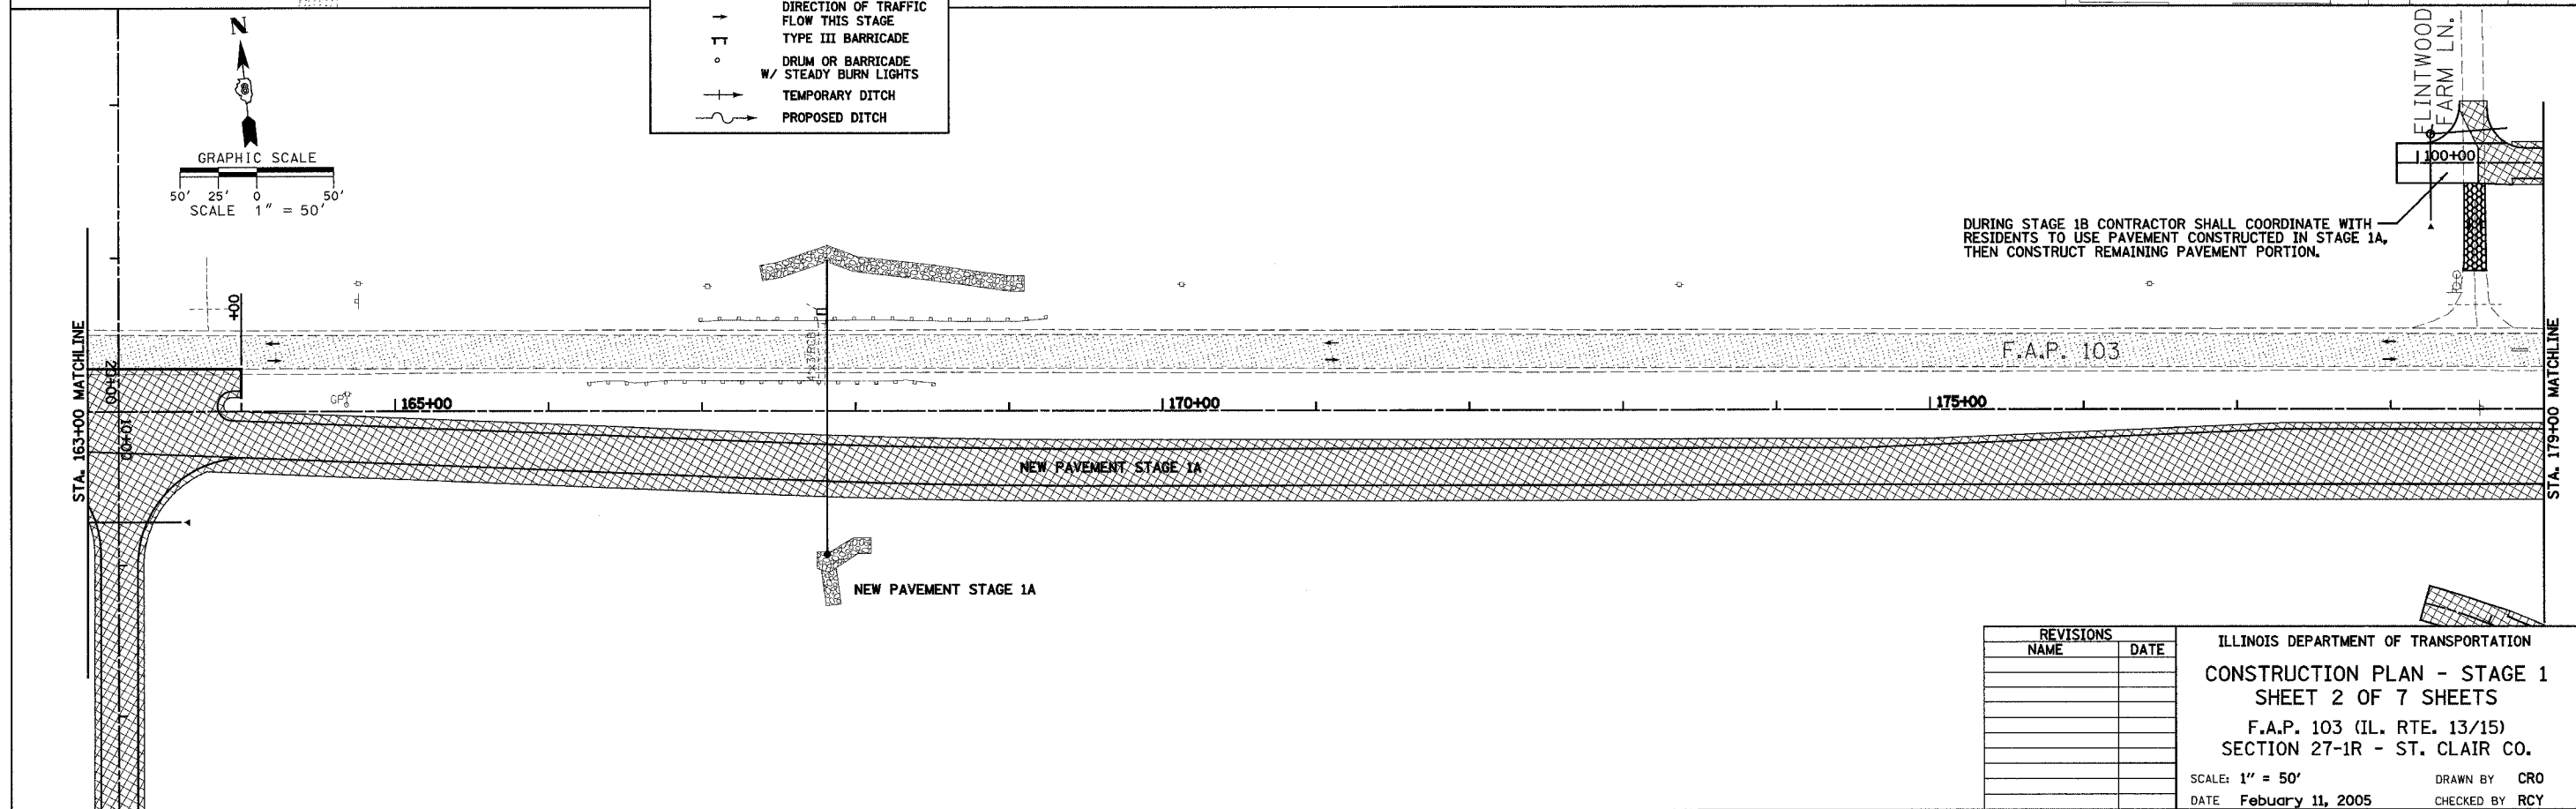 DIRECTION OF TRAFFIC
FLOW THIS STAGE
TYPE III BARRICADE
DRUM OR BARRICADE
W/ STEADY BURN LIGHTS
TEMPORARY DITCH
PROPOSED DITCH
N
GRAPHIC SCALE
50' 25' 0 50'
SCALE 1" = 50'
FLINTWOOD
FARM LN.
100+00
DURING STAGE 1B CONTRACTOR SHALL COORDINATE WITH
RESIDENTS TO USE PAVEMENT CONSTRUCTED IN STAGE 1A,
THEN CONSTRUCT REMAINING PAVEMENT PORTION.
STA. 163+00 MATCHLINE
+00
20+00
10+00
F.A.P. 103
GP
165+00
170+00
175+00
STA. 179+00 MATCHLINE
NEW PAVEMENT STAGE 1A
NEW PAVEMENT STAGE 1A
REVISIONS
NAME DATE
ILLINOIS DEPARTMENT OF TRANSPORTATION
CONSTRUCTION PLAN - STAGE 1
SHEET 2 OF 7 SHEETS
F.A.P. 103 (IL. RTE. 13/15)
SECTION 27-1R - ST. CLAIR CO.
SCALE: 1" = 50' DRAWN BY CRO
DATE Febuary 11, 2005 CHECKED BY RCY